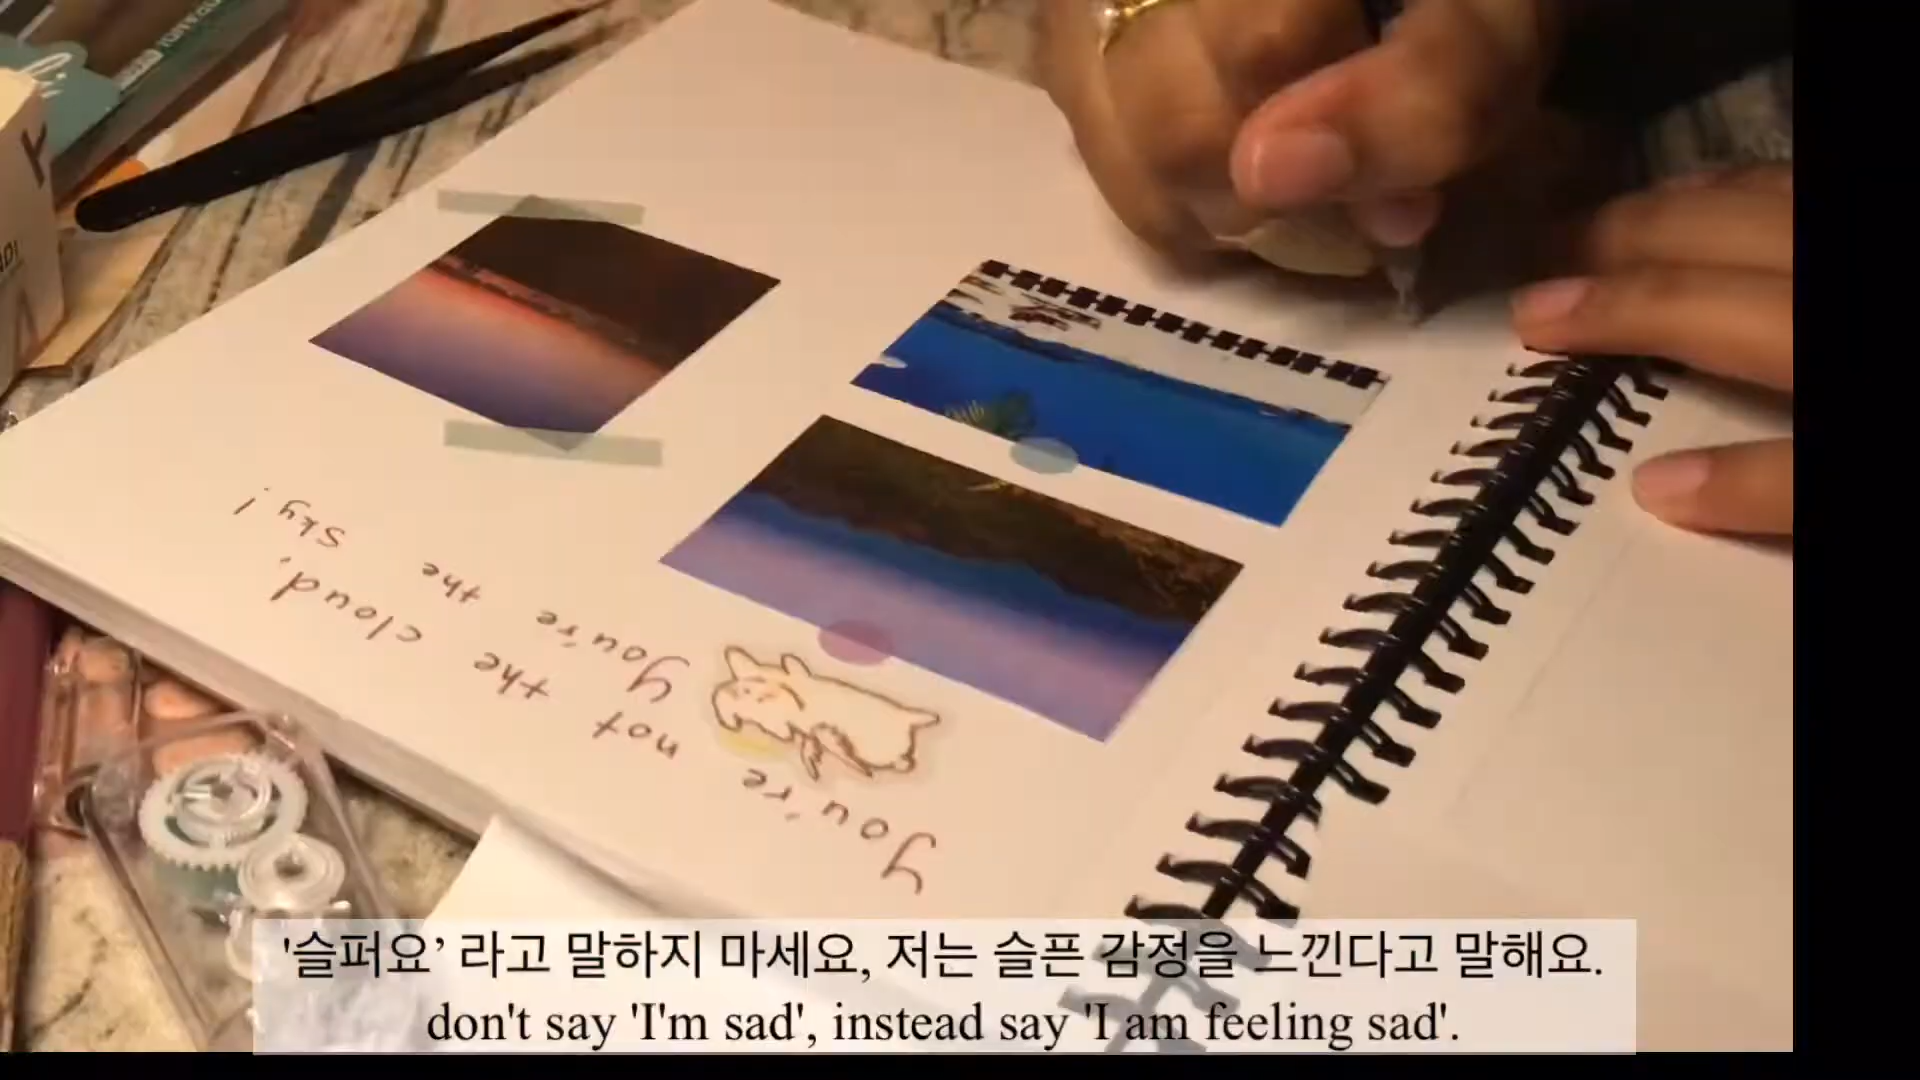 You're not the cloud,
You're the sky!
'슬퍼요’ 라고 말하지 마세요, 저는 슬픈 감정을 느낀다고 말해요.
don't say 'I'm sad', instead say 'I am feeling sad'.